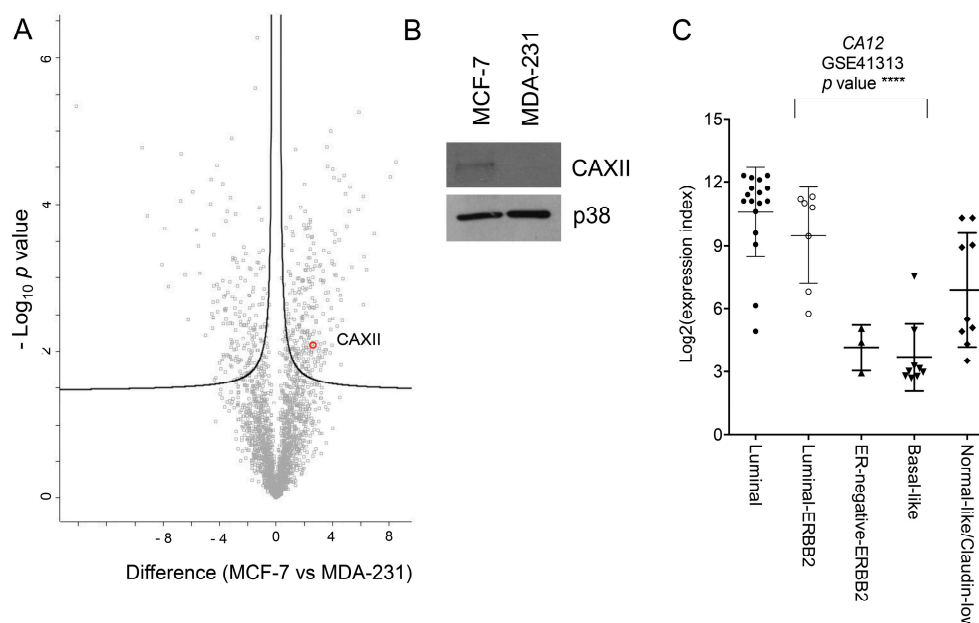 A
6
4
2
0
- 8
- 4
0
4
8
- Log10 p value
CAXII
Difference (MCF-7 vs MDA-231)
B
MCF-7
MDA-231
CAXII
p38
C
CA12
GSE41313
p value ****
15
12
9
6
3
0
Log2(expression index)
Luminal
Luminal-ERBB2
ER-negative-ERBB2
Basal-like
Normal-like/Claudin-low